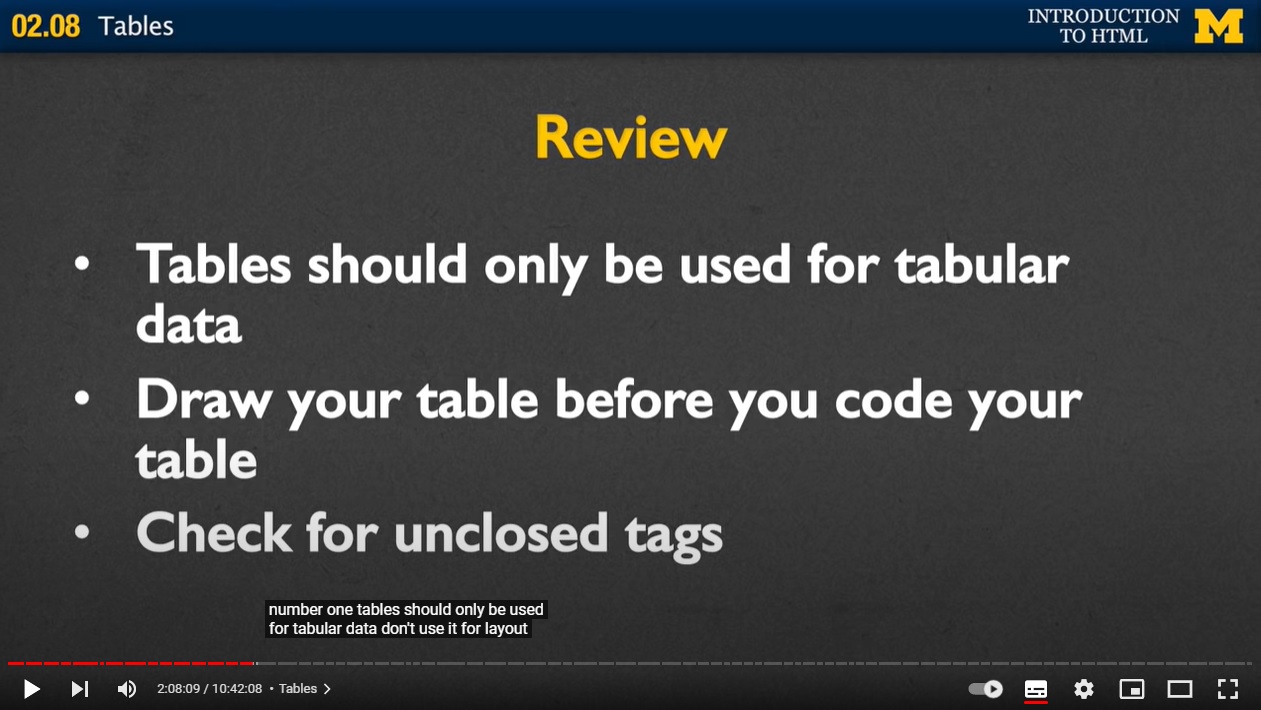 02.08 Tables
INTRODUCTION
TO HTML
M
Review
• Tables should only be used for tabular
data
• Draw your table before you code your
table
• Check for unclosed tags
number one tables should only be used
for tabular data don't use it for layout
2:08:09 / 10:42:08 • Tables